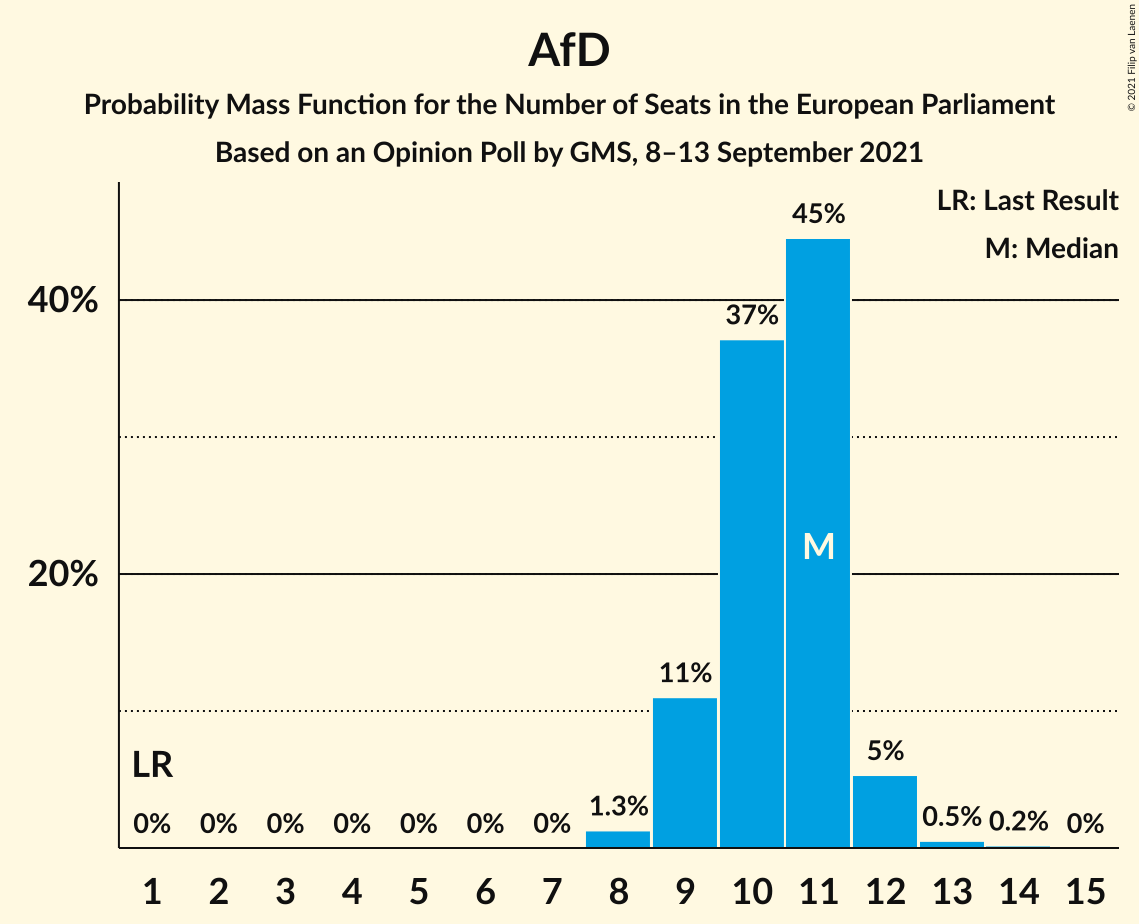 AfD
Probability Mass Function for the Number of Seats in the European Parliament
Based on an Opinion Poll by GMS, 8–13 September 2021
© 2021 Filip van Laenen
LR: Last Result
M: Median
45%
40%
37%
M
20%
11%
LR
5%
0% 0% 0% 0% 0% 0% 0% 1.3% 0.5% 0.2% 0%
1 2 3 4 5 6 7 8 9 10 11 12 13 14 15